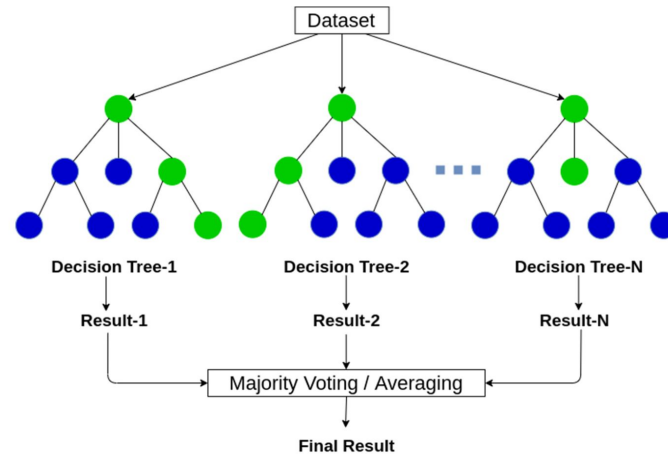 Dataset
Decision Tree-1
Decision Tree-2
Decision Tree-N
Result-1
Result-2
Result-N
Majority Voting / Averaging
Final Result